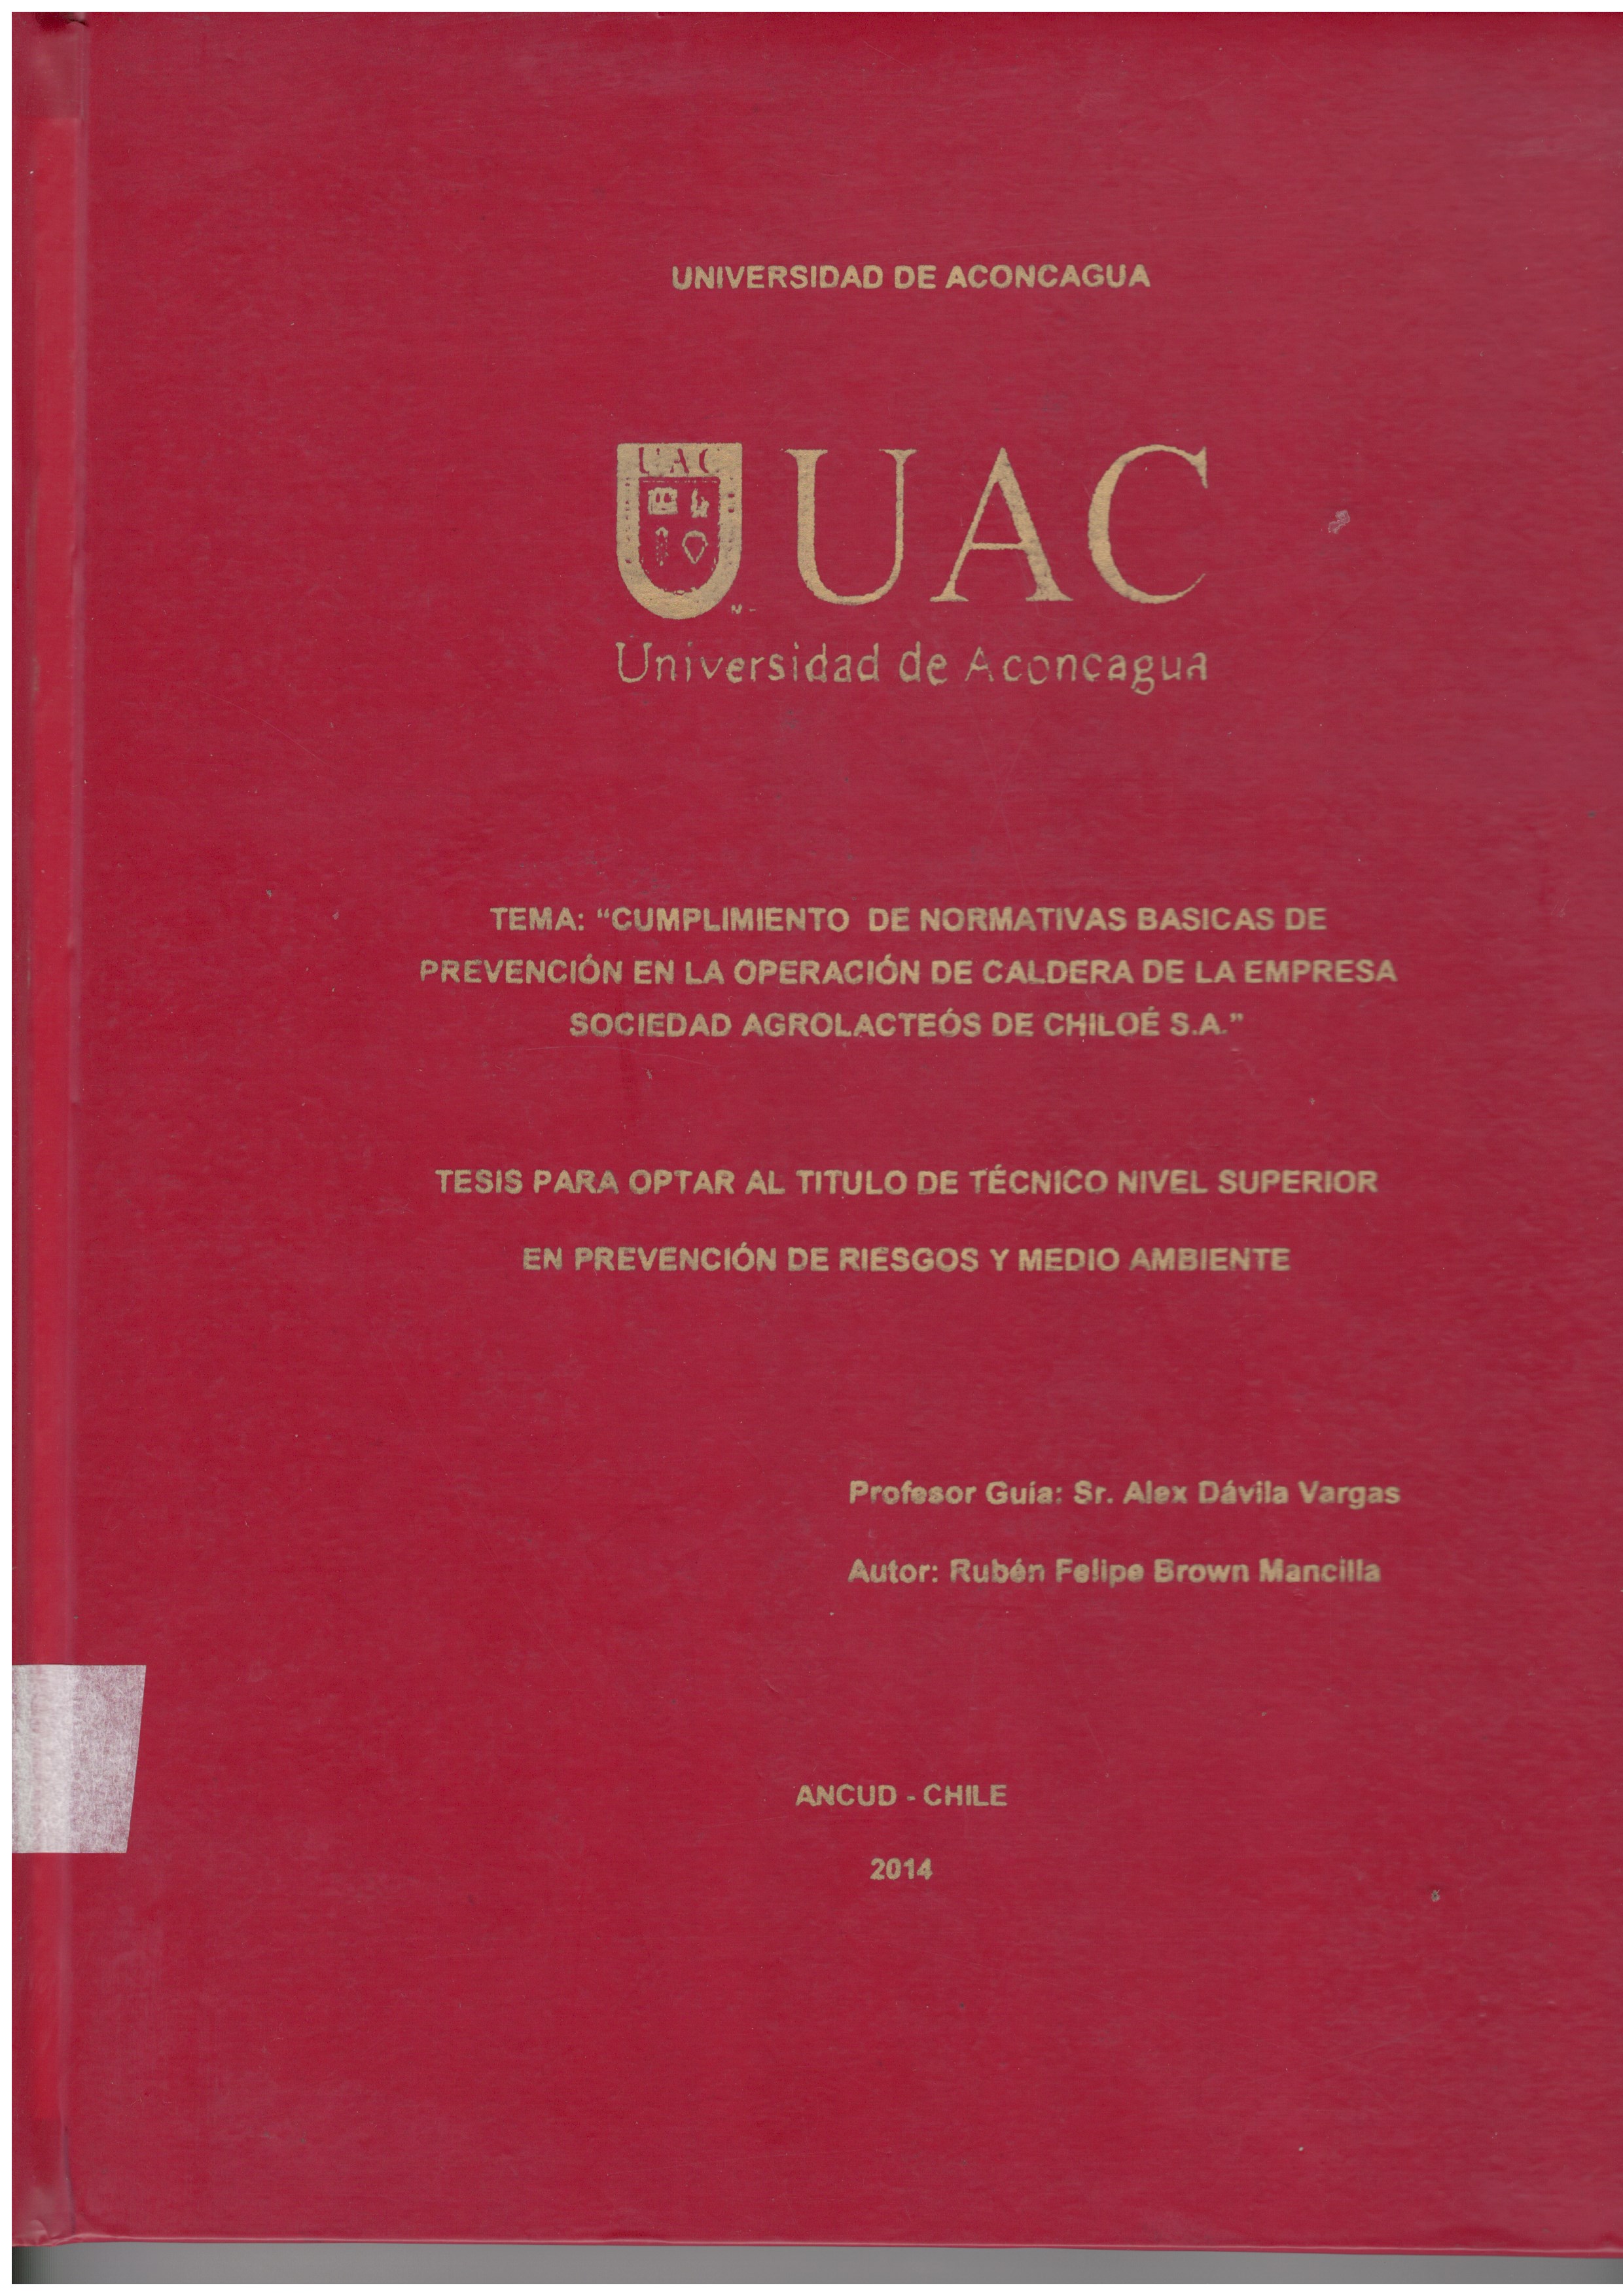 UNIVERSIDAD DE ACONCAGUA
UAC
UAC
Universidad de Aconcagua
TEMA: “CUMPLIMIENTO DE NORMATIVAS BASICAS DE
PREVENCIÓN EN LA OPERACIÓN DE CALDERA DE LA EMPRESA
SOCIEDAD AGROLACTEÓS DE CHILOÉ S.A.”
TESIS PARA OPTAR AL TITULO DE TÉCNICO NIVEL SUPERIOR
EN PREVENCIÓN DE RIESGOS Y MEDIO AMBIENTE
Profesor Guía: Sr. Alex Dávila Vargas
Autor: Rubén Felipe Brown Mancilla
ANCUD - CHILE
2014